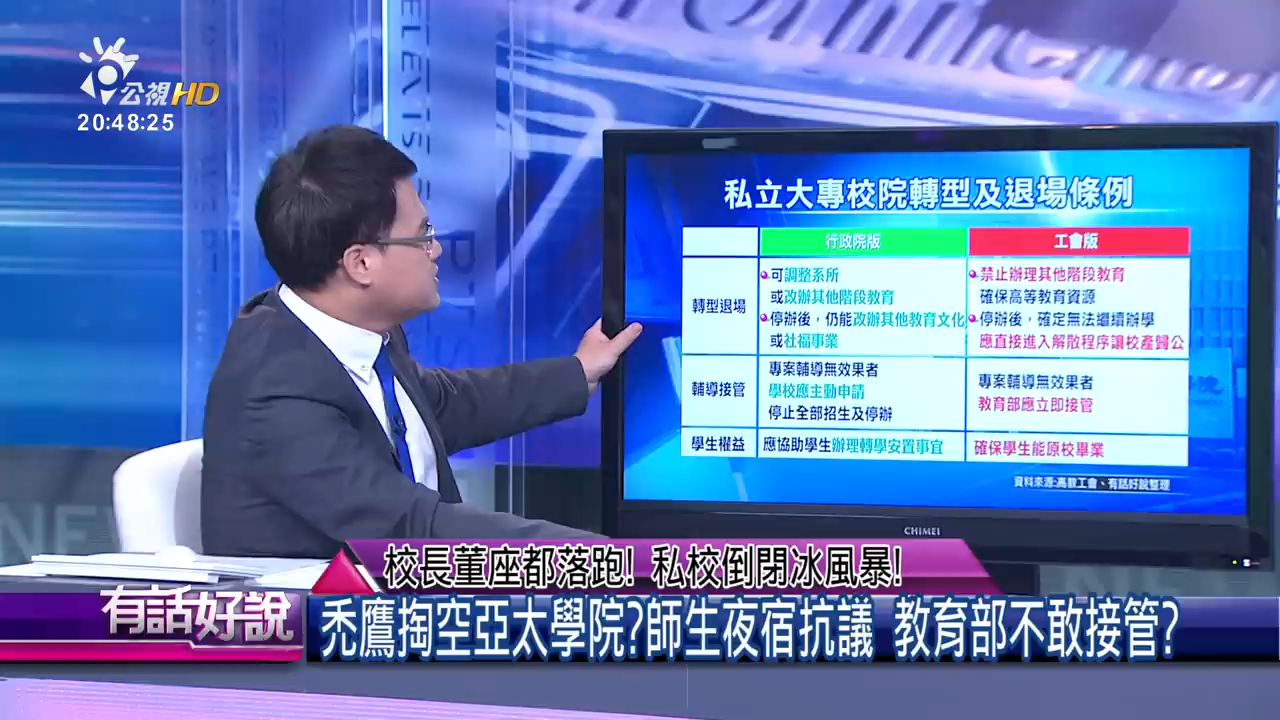 公視HD
20:48:25
私立大專校院轉型及退場條例
行政院版
工會版
轉型退場
可調整系所
或改辦其他階段教育
停辦後，仍能改辦其他教育文化
或社福事業
禁止辦理其他階段教育
確保高等教育資源
停辦後，確定無法繼續辦學
應直接進入解散程序讓校產歸公
輔導接管
專案輔導無效果者
學校應主動申請
停止全部招生及停辦
專案輔導無效果者
教育部應立即接管
學生權益
應協助學生辦理轉學安置事宜
確保學生能原校畢業
資料來源:高教工會、有話好說整理
CHIMEI
校長董座都落跑! 私校倒閉冰風暴!
有話好說
禿鷹掏空亞太學院?師生夜宿抗議 教育部不敢接管?